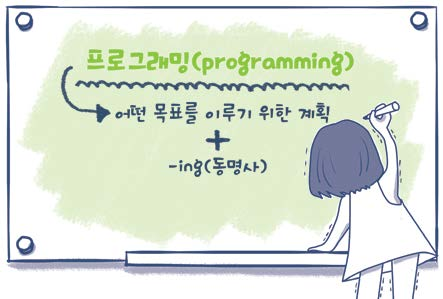 프로그래밍(programming)
어떤 목표를 이루기 위한 계획
+
-ing(동명사)